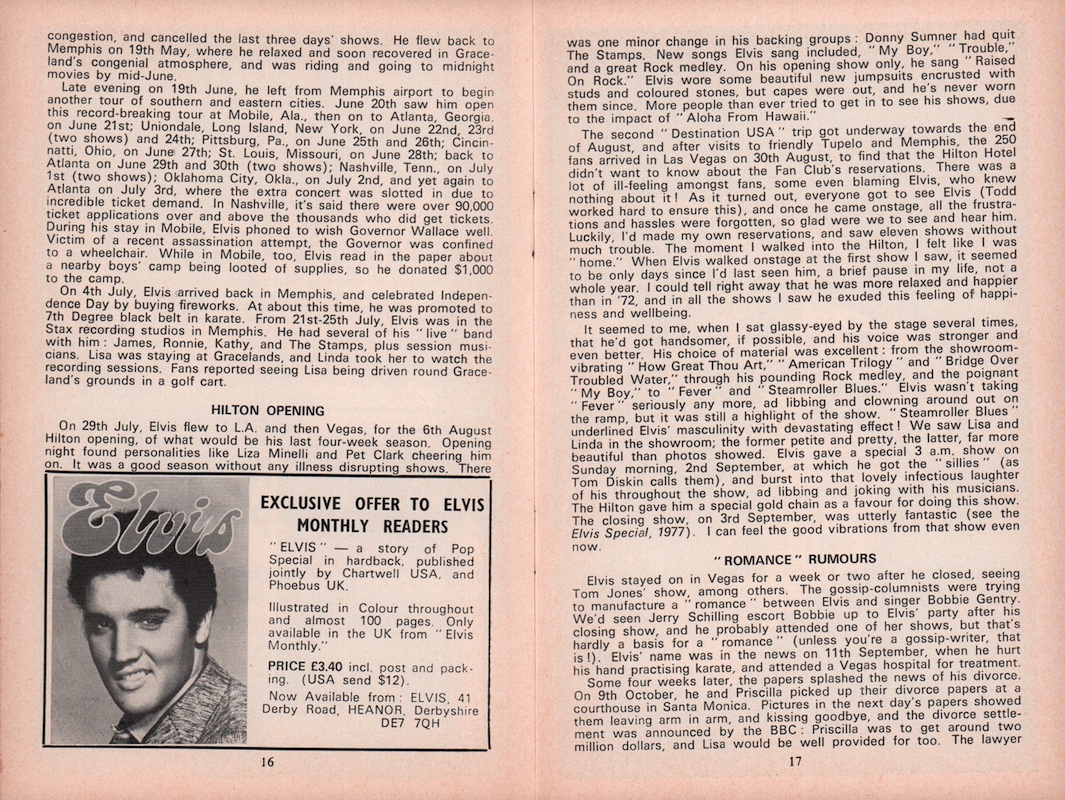 congestion, and cancelled the last three days' shows. He flew back to
Memphis on 19th May, where he relaxed and soon recovered in Grace-
land's congenial atmosphere, and was riding and going to midnight
movies by mid-June.
Late evening on 19th June, he left from Memphis airport to begin
another tour of southern and eastern cities. June 20th saw him open
this record-breaking tour at Mobile, Ala., then on to Atlanta, Georgia.
on June 21st; Uniondale, Long Island, New York, on June 22nd, 23rd
(two shows) and 24th; Pittsburg, Pa., on June 25th and 26th; Cincin-
natti, Ohio, on June 27th; St. Louis, Missouri, on June 28th; back to
Atlanta on June 29th and 30th (two shows); Nashville, Tenn., on July
1st (two shows); Oklahoma City, Okla., on July 2nd, and yet again to
Atlanta on July 3rd, where the extra concert was slotted in due to
incredible ticket demand. In Nashville, it's said there were over 90,000
ticket applications over and above the thousands who did get tickets.
During his stay in Mobile, Elvis phoned to wish Governor Wallace well.
Victim of a recent assassination attempt, the Governor was confined
to a wheelchair. While in Mobile, too, Elvis read in the paper about
a nearby boys' camp being looted of supplies, so he donated $1,000
to the camp.
On 4th July, Elvis arrived back in Memphis, and celebrated Indepen-
dence Day by buying fireworks. At about this time, he was promoted to
7th Degree black belt in karate. From 21st-25th July, Elvis was in the
Stax recording studios in Memphis. He had several of his "live" band
with him: James, Ronnie, Kathy, and The Stamps, plus session musi-
cians. Lisa was staying at Gracelands, and Linda took her to watch the
recording sessions. Fans reported seeing Lisa being driven round Grace-
land's grounds in a golf cart.
HILTON OPENING
On 29th July, Elvis flew to L.A. and then Vegas, for the 6th August
Hilton opening, of what would be his last four-week season. Opening
night found personalities like Liza Minelli and Pet Clark cheering him
on. It was a good season without any illness disrupting shows. There
Elvis
EXCLUSIVE OFFER TO ELVIS
MONTHLY READERS
"ELVIS" — a story of Pop
Special in hardback, published
jointly by Chartwell USA, and
Phoebus UK.
Illustrated in Colour throughout
and almost 100 pages. Only
available in the UK from "Elvis
Monthly."
PRICE £3.40 incl. post and pack-
ing. (USA send $12).
Now Available from: ELVIS, 41
Derby Road, HEANOR, Derbyshire
DE7 7QH
16
was one minor change in his backing groups: Donny Sumner had quit
The Stamps. New songs Elvis sang included, "My Boy," "Trouble,"
and a great Rock medley. On his opening show only, he sang "Raised
On Rock." Elvis wore some beautiful new jumpsuits encrusted with
studs and coloured stones, but capes were out, and he's never worn
them since. More people than ever tried to get in to see his shows, due
to the impact of "Aloha From Hawaii."
The second "Destination USA" trip got underway towards the end
of August, and after visits to friendly Tupelo and Memphis, the 250
fans arrived in Las Vegas on 30th August, to find that the Hilton Hotel
didn't want to know about the Fan Club's reservations. There was a
lot of ill-feeling amongst fans, some even blaming Elvis, who knew
nothing about it! As it turned out, everyone got to see Elvis (Todd
worked hard to ensure this), and once he came onstage, all the frustra-
tions and hassles were forgotten, so glad were we to see and hear him.
Luckily, I'd made my own reservations, and saw eleven shows without
much trouble. The moment I walked into the Hilton, I felt like I was
"home." When Elvis walked onstage at the first show I saw, it seemed
to be only days since I'd last seen him, a brief pause in my life, not a
whole year. I could tell right away that he was more relaxed and happier
than in '72, and in all the shows I saw he exuded this feeling of happi-
ness and wellbeing.
It seemed to me, when I sat glassy-eyed by the stage several times,
that he'd got handsomer, if possible, and his voice was stronger and
even better. His choice of material was excellent: from the showroom-
vibrating "How Great Thou Art," "American Trilogy" and "Bridge Over
Troubled Water," through his pounding Rock medley, and the poignant
"My Boy," to "Fever" and "Steamroller Blues." Elvis wasn't taking
"Fever" seriously any more, ad libbing and clowning around out on
the ramp, but it was still a highlight of the show. "Steamroller Blues"
underlined Elvis' masculinity with devastating effect! We saw Lisa and
Linda in the showroom; the former petite and pretty, the latter, far more
beautiful than photos showed. Elvis gave a special 3 a.m. show on
Sunday morning, 2nd September, at which he got the "sillies" (as
Tom Diskin calls them), and burst into that lovely infectious laughter
of his throughout the show, ad libbing and joking with his musicians.
The Hilton gave him a special gold chain as a favour for doing this show.
The closing show, on 3rd September, was utterly fantastic (see the
Elvis Special, 1977). I can feel the good vibrations from that show even
now.
"ROMANCE" RUMOURS
Elvis stayed on in Vegas for a week or two after he closed, seeing
Tom Jones' show, among others. The gossip-columnists were trying
to manufacture a "romance" between Elvis and singer Bobbie Gentry.
We'd seen Jerry Schilling escort Bobbie up to Elvis' party after his
closing show, and he probably attended one of her shows, but that's
hardly a basis for a "romance" (unless you're a gossip-writer, that
is!). Elvis' name was in the news on 11th September, when he hurt
his hand practising karate, and attended a Vegas hospital for treatment.
Some four weeks later, the papers splashed the news of his divorce.
On 9th October, he and Priscilla picked up their divorce papers at a
courthouse in Santa Monica. Pictures in the next day's papers showed
them leaving arm in arm, and kissing goodbye, and the divorce settle-
ment was announced by the BBC: Priscilla was to get around two
million dollars, and Lisa would be well provided for too. The lawyer
17